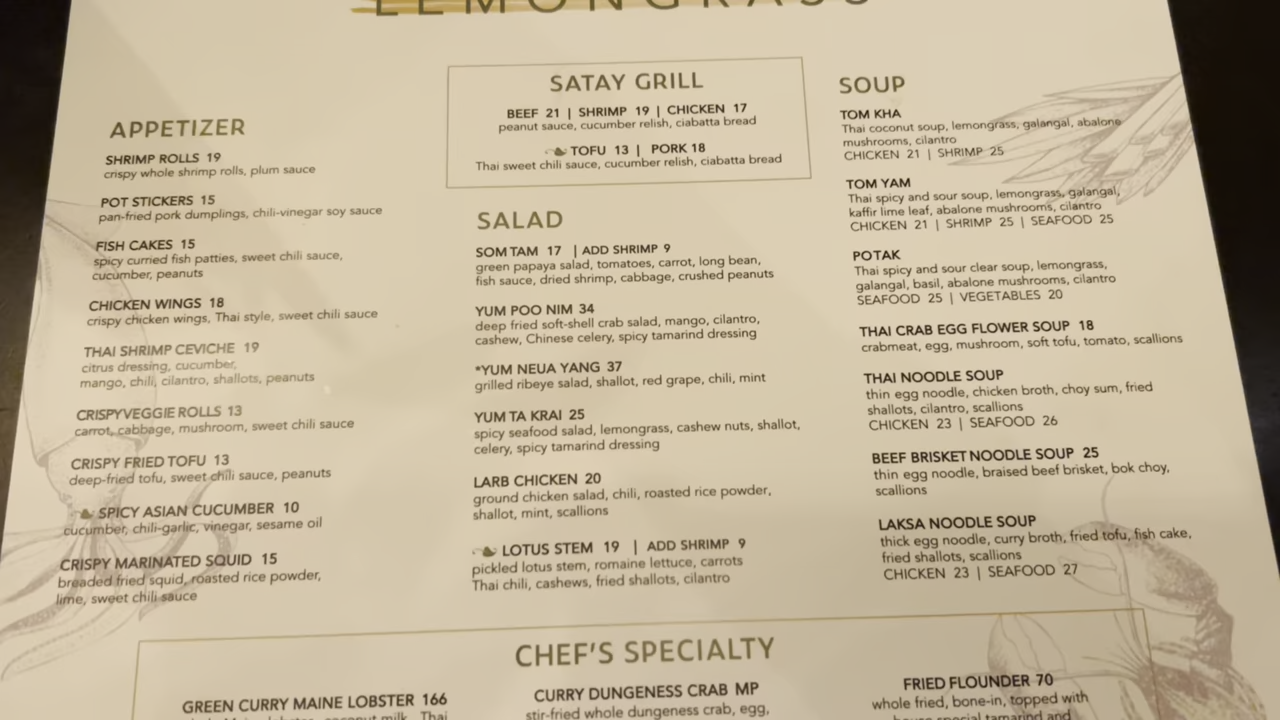 LEMONGRASS
APPETIZER
SHRIMP ROLLS 19
crispy whole shrimp rolls, plum sauce
POT STICKERS 15
pan-fried pork dumplings, chili-vinegar soy sauce
FISH CAKES 15
spicy curried fish patties, sweet chili sauce,
cucumber, peanuts
CHICKEN WINGS 18
crispy chicken wings, Thai style, sweet chili sauce
THAI SHRIMP CEVICHE 19
citrus dressing, cucumber,
mango, chili, cilantro, shallots, peanuts
CRISPY VEGGIE ROLLS 13
carrot, cabbage, mushroom, sweet chili sauce
CRISPY FRIED TOFU 13
deep-fried tofu, sweet chili sauce, peanuts
SPICY ASIAN CUCUMBER 10
cucumber, chili-garlic, vinegar, sesame oil
CRISPY MARINATED SQUID 15
breaded fried squid, roasted rice powder,
lime, sweet chili sauce
SATAY GRILL
BEEF 21 | SHRIMP 19 | CHICKEN 17
peanut sauce, cucumber relish, ciabatta bread
TOFU 13 | PORK 18
Thai sweet chili sauce, cucumber relish, ciabatta bread
SALAD
SOM TAM 17 | ADD SHRIMP 9
green papaya salad, tomatoes, carrot, long bean,
fish sauce, dried shrimp, cabbage, crushed peanuts
YUM POO NIM 34
deep fried soft-shell crab salad, mango, cilantro,
cashew, Chinese celery, spicy tamarind dressing
*YUM NEUA YANG 37
grilled ribeye salad, shallot, red grape, chili, mint
YUM TA KRAI 25
spicy seafood salad, lemongrass, cashew nuts, shallot,
celery, spicy tamarind dressing
LARB CHICKEN 20
ground chicken salad, chili, roasted rice powder,
shallot, mint, scallions
LOTUS STEM 19 | ADD SHRIMP 9
pickled lotus stem, romaine lettuce, carrots
Thai chili, cashews, fried shallots, cilantro
SOUP
TOM KHA
Thai coconut soup, lemongrass, galangal, abalone
mushrooms, cilantro
CHICKEN 21 | SHRIMP 25
TOM YAM
Thai spicy and sour soup, lemongrass, galangal,
kaffir lime leaf, abalone mushrooms, cilantro
CHICKEN 21 | SHRIMP 25 | SEAFOOD 25
POTAK
Thai spicy and sour clear soup, lemongrass,
galangal, basil, abalone mushrooms, cilantro
SEAFOOD 25 | VEGETABLES 20
THAI CRAB EGG FLOWER SOUP 18
crabmeat, egg, mushroom, soft tofu, tomato, scallions
THAI NOODLE SOUP
thin egg noodle, chicken broth, choy sum, fried
shallots, cilantro, scallions
CHICKEN 23 | SEAFOOD 26
BEEF BRISKET NOODLE SOUP 25
thin egg noodle, braised beef brisket, bok choy,
scallions
LAKSA NOODLE SOUP
thick egg noodle, curry broth, fried tofu, fish cake,
fried shallots, scallions
CHICKEN 23 | SEAFOOD 27
CHEF'S SPECIALTY
GREEN CURRY MAINE LOBSTER 166
Maine lobster, coconut milk, Thai
CURRY DUNGENESS CRAB MP
stir-fried whole dungeness crab, egg,
FRIED FLOUNDER 70
whole fried, bone-in, topped with
house special tamarind and